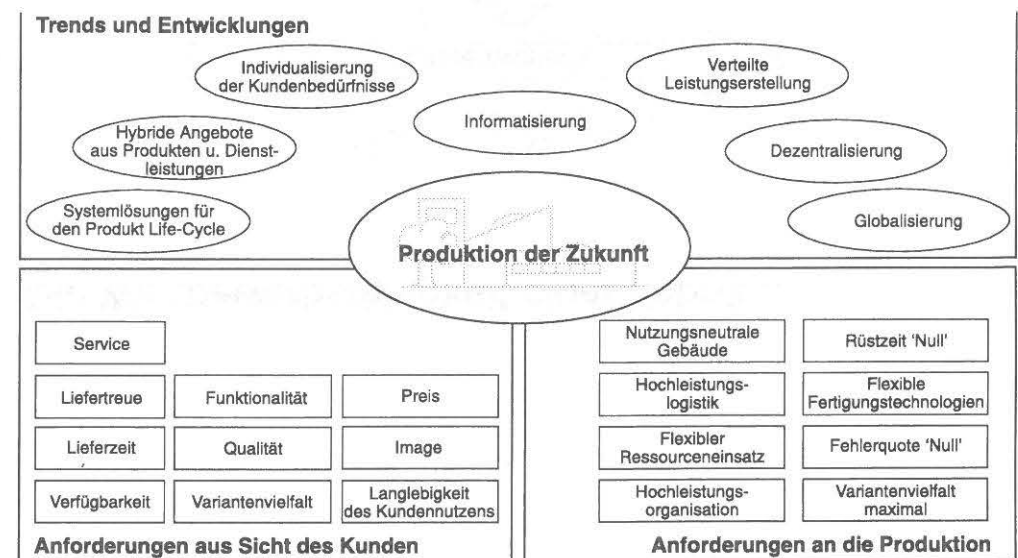 Trends und Entwicklungen
Individualisierung
der Kundenbedürfnisse
Verteilte
Leistungserstellung
Informatisierung
Hybride Angebote
aus Produkten u. Dienst-
leistungen
Dezentralisierung
Systemlösungen für
den Produkt Life-Cycle
Globalisierung
Produktion der Zukunft
Service
Liefertreue
Funktionalität
Preis
Lieferzeit
Qualität
Image
Verfügbarkeit
Variantenvielfalt
Langlebigkeit
des Kundennutzens
Anforderungen aus Sicht des Kunden
Nutzungsneutrale
Gebäude
Rüstzeit 'Null'
Hochleistungs-
logistik
Flexible
Fertigungstechnologien
Flexibler
Ressourceneinsatz
Fehlerquote 'Null'
Hochleistungs-
organisation
Variantenvielfalt
maximal
Anforderungen an die Produktion